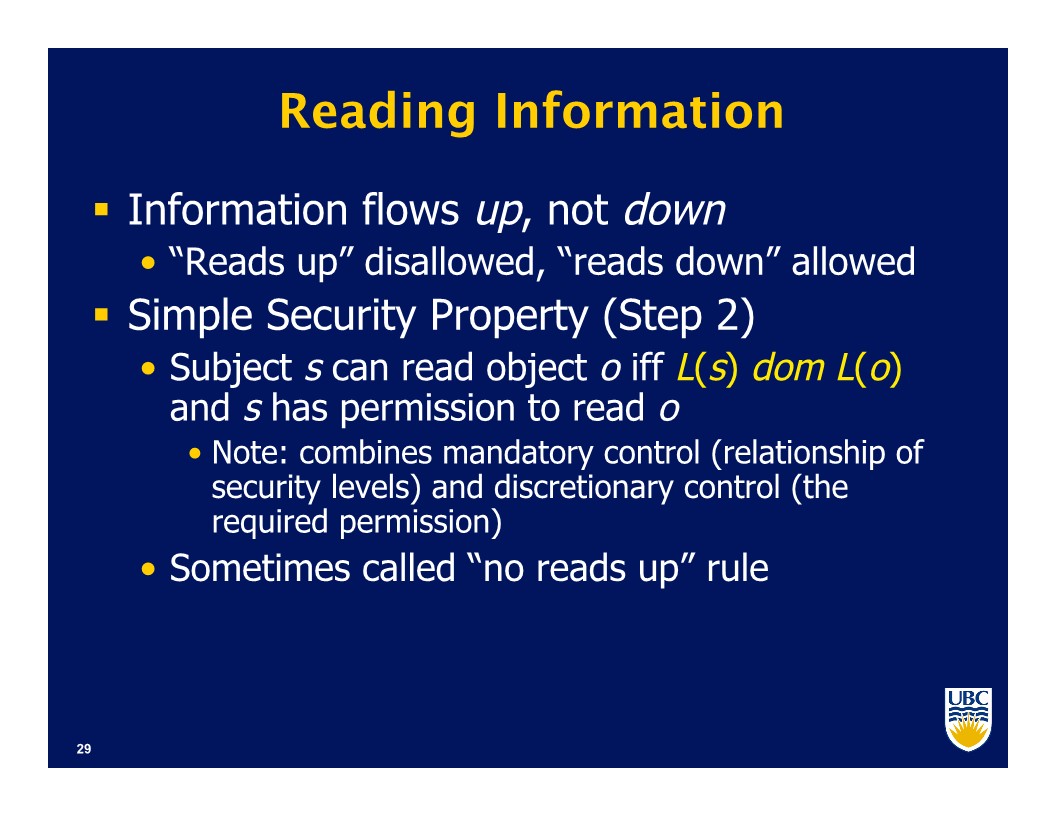 Reading Information
▪ Information flows up, not down
• “Reads up” disallowed, “reads down” allowed
▪ Simple Security Property (Step 2)
• Subject s can read object o iff L(s) dom L(o)
and s has permission to read o
• Note: combines mandatory control (relationship of
security levels) and discretionary control (the
required permission)
• Sometimes called “no reads up” rule
UBC
29